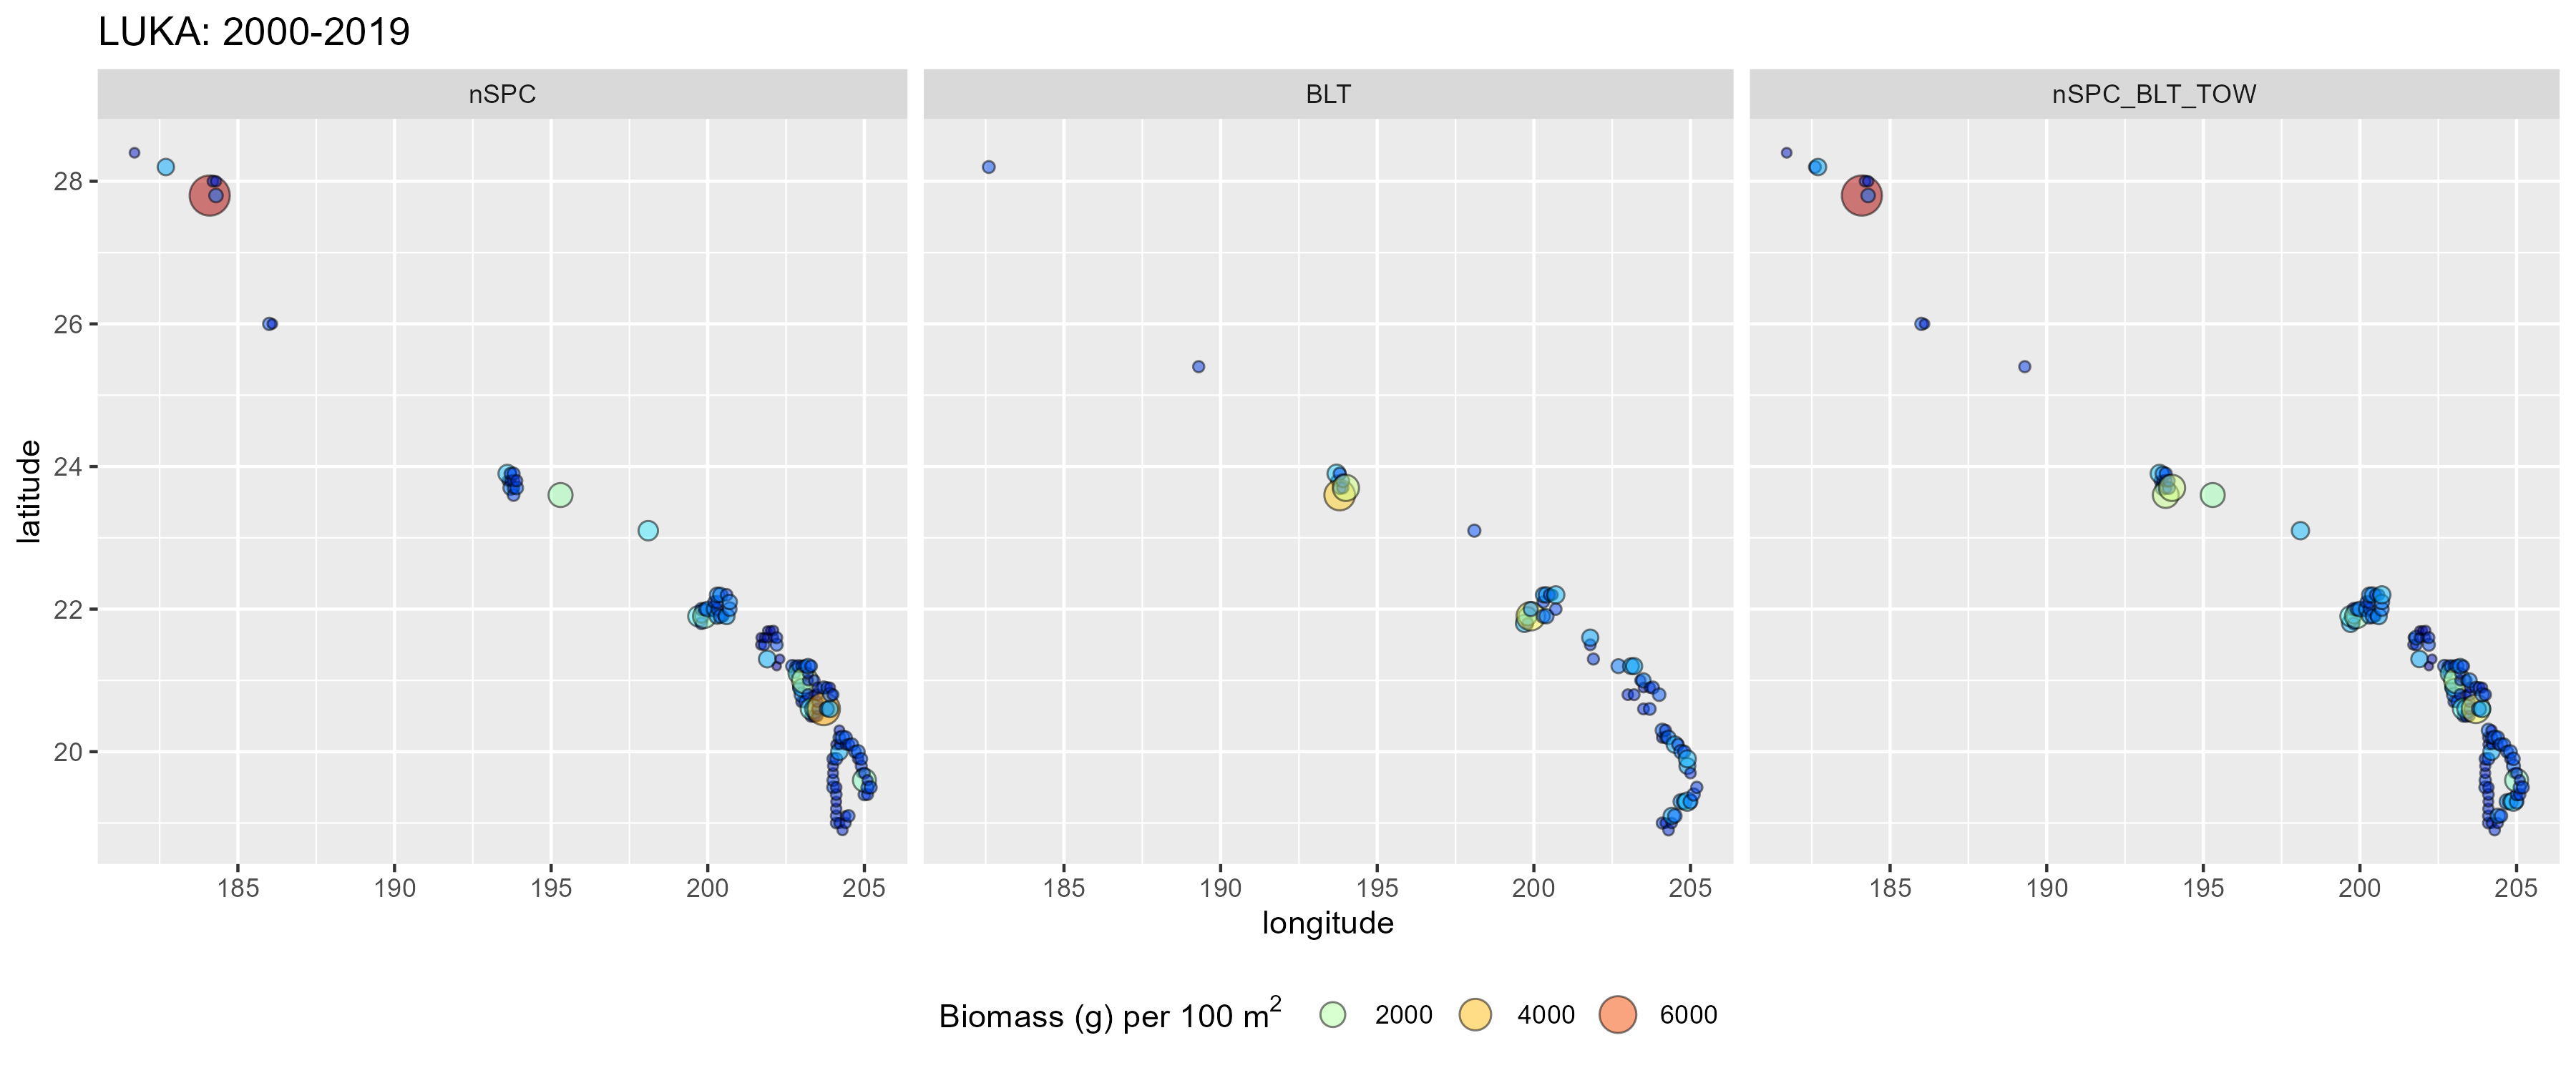 LUKA: 2000-2019
nSPC BLT nSPC_BLT_TOW
latitude
28
26
24
22
20
185 190 195 200 205 185 190 195 200 205 185 190 195 200 205
longitude
Biomass (g) per 100 m² 2000 4000 6000